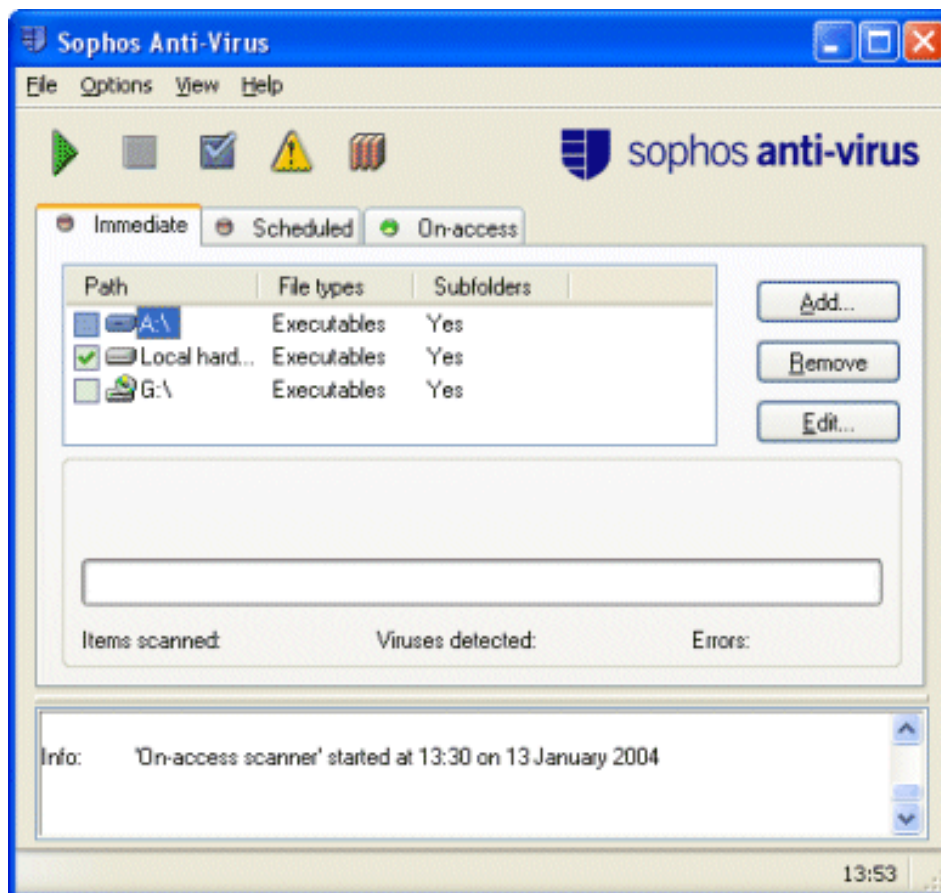 Sophos Anti-Virus
File Options View Help
sophos anti-virus
Immediate Scheduled On-access
Path File types Subfolders
A:\ Executables Yes
Local hard... Executables Yes
G:\ Executables Yes
Add...
Remove
Edit...
Items scanned: Viruses detected: Errors:
Info: 'On-access scanner' started at 13:30 on 13 January 2004
13:53